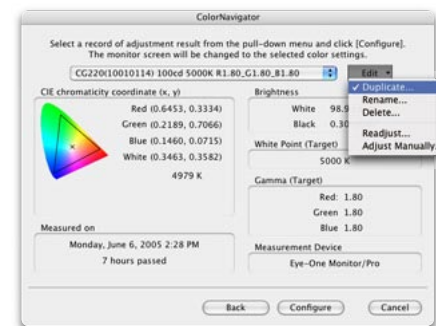 ColorNavigator
Select a record of adjustment result from the pull-down menu and click [Configure].
The monitor screen will be changed to the selected color settings.
CG220(10010114) 100cd 5000K R1.80_G1.80_B1.80
Edit
Duplicate...
Rename...
Delete...
Readjust...
Adjust Manually
CIE chromaticity coordinate (x, y)
Red (0.6453, 0.3334)
Green (0.2189, 0.7066)
Blue (0.1460, 0.0715)
White (0.3463, 0.3582)
4979 K
Brightness
White 98.9
Black 0.30
White Point (Target)
5000 K
Gamma (Target)
Red: 1.80
Green 1.80
Blue 1.80
Measured on
Monday, June 6, 2005 2:28 PM
7 hours passed
Measurement Device
Eye-One Monitor/Pro
Back
Configure
Cancel